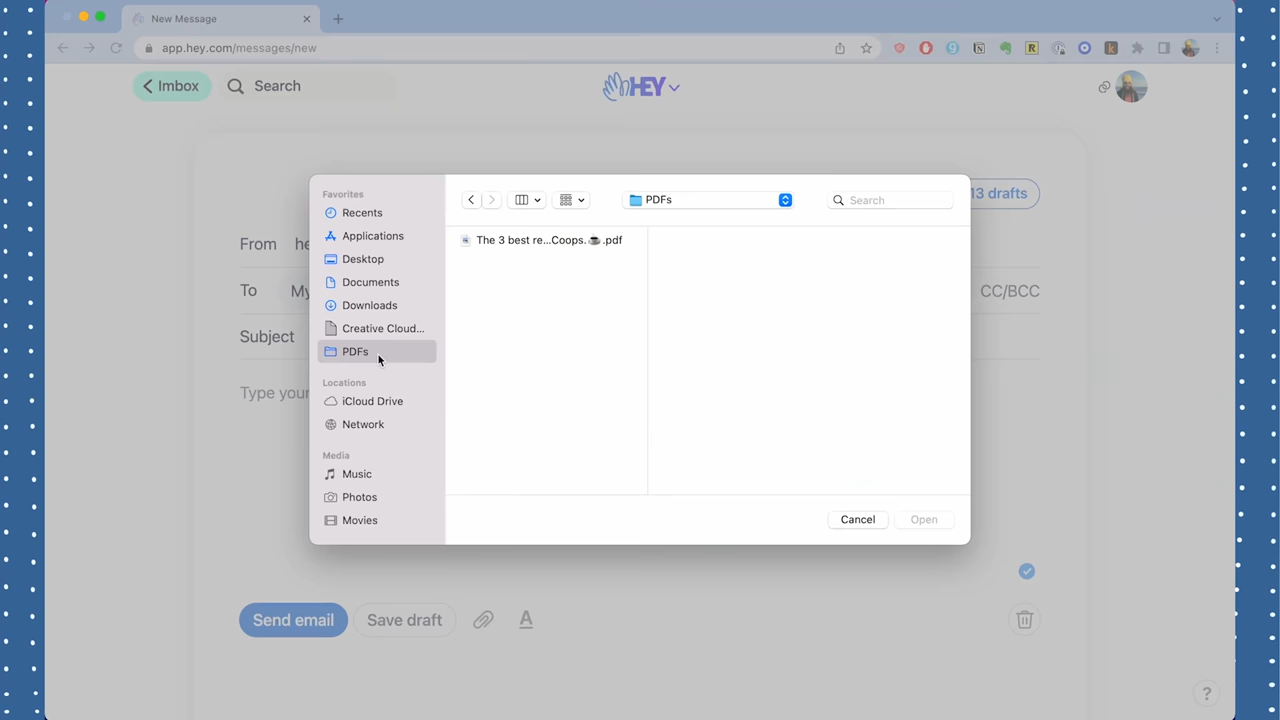 New Message
app.hey.com/messages/new
Imbox
Search
HEY
13 drafts
From he
To My
CC/BCC
Subject
Type your
Send email
Save draft
A
?
Favorites
Recents
Applications
Desktop
Documents
Downloads
Creative Cloud...
PDFs
Locations
iCloud Drive
Network
Media
Music
Photos
Movies
PDFs
Search
The 3 best re...Coops.☕.pdf
Cancel
Open